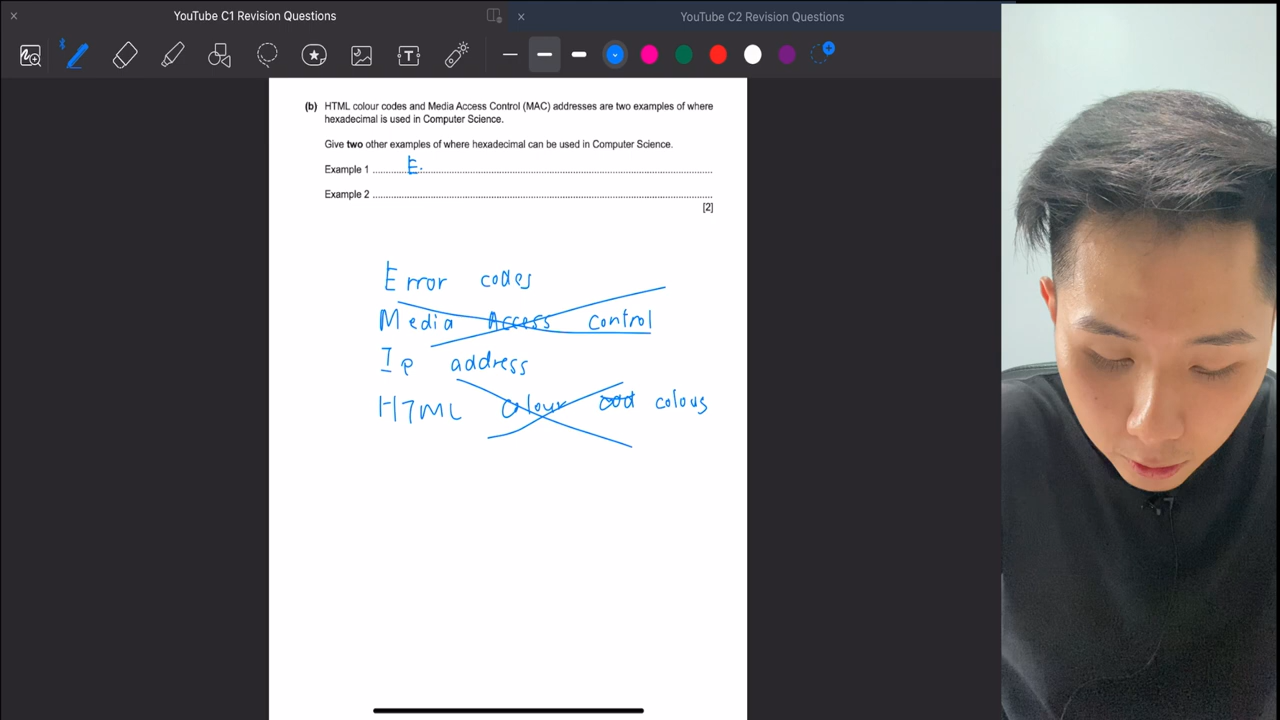 YouTube C1 Revision Questions
YouTube C2 Revision Questions
(b) HTML colour codes and Media Access Control (MAC) addresses are two examples of where
hexadecimal is used in Computer Science.
Give two other examples of where hexadecimal can be used in Computer Science.
Example 1 E.
Example 2
[2]
Error codes
Media Access control
Ip address
HTML colour cod colous